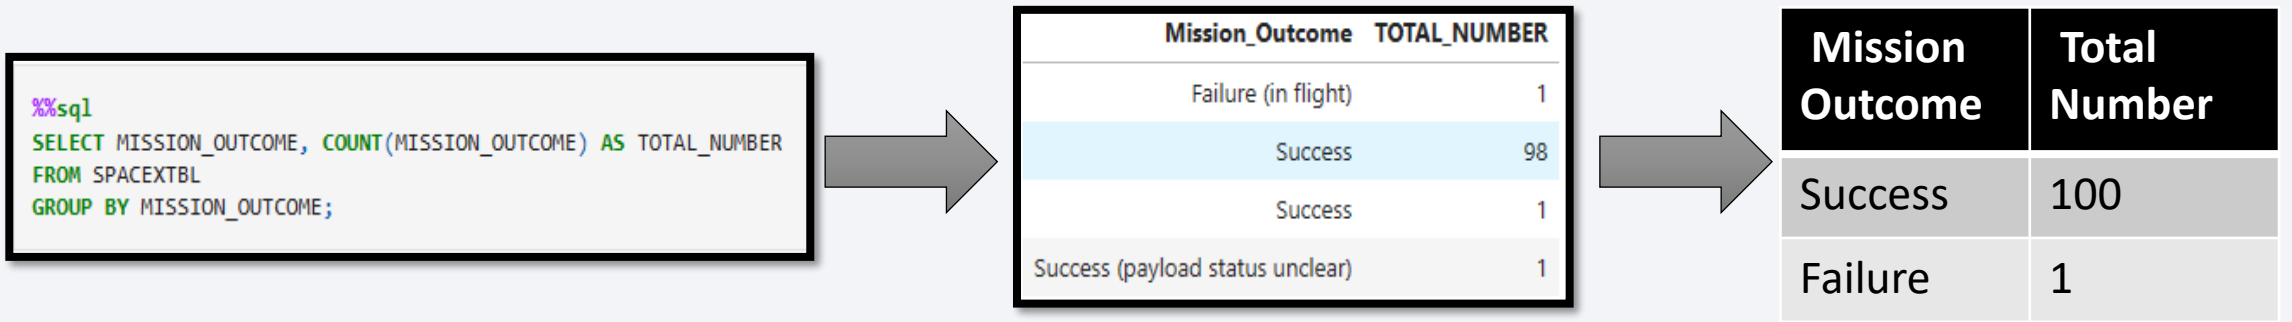 %%sql
SELECT MISSION_OUTCOME, COUNT(MISSION_OUTCOME) AS TOTAL_NUMBER
FROM SPACEXTBL
GROUP BY MISSION_OUTCOME;
Mission_Outcome TOTAL_NUMBER
Failure (in flight) 1
Success 98
Success 1
Success (payload status unclear) 1
Mission Outcome Total Number
Success 100
Failure 1